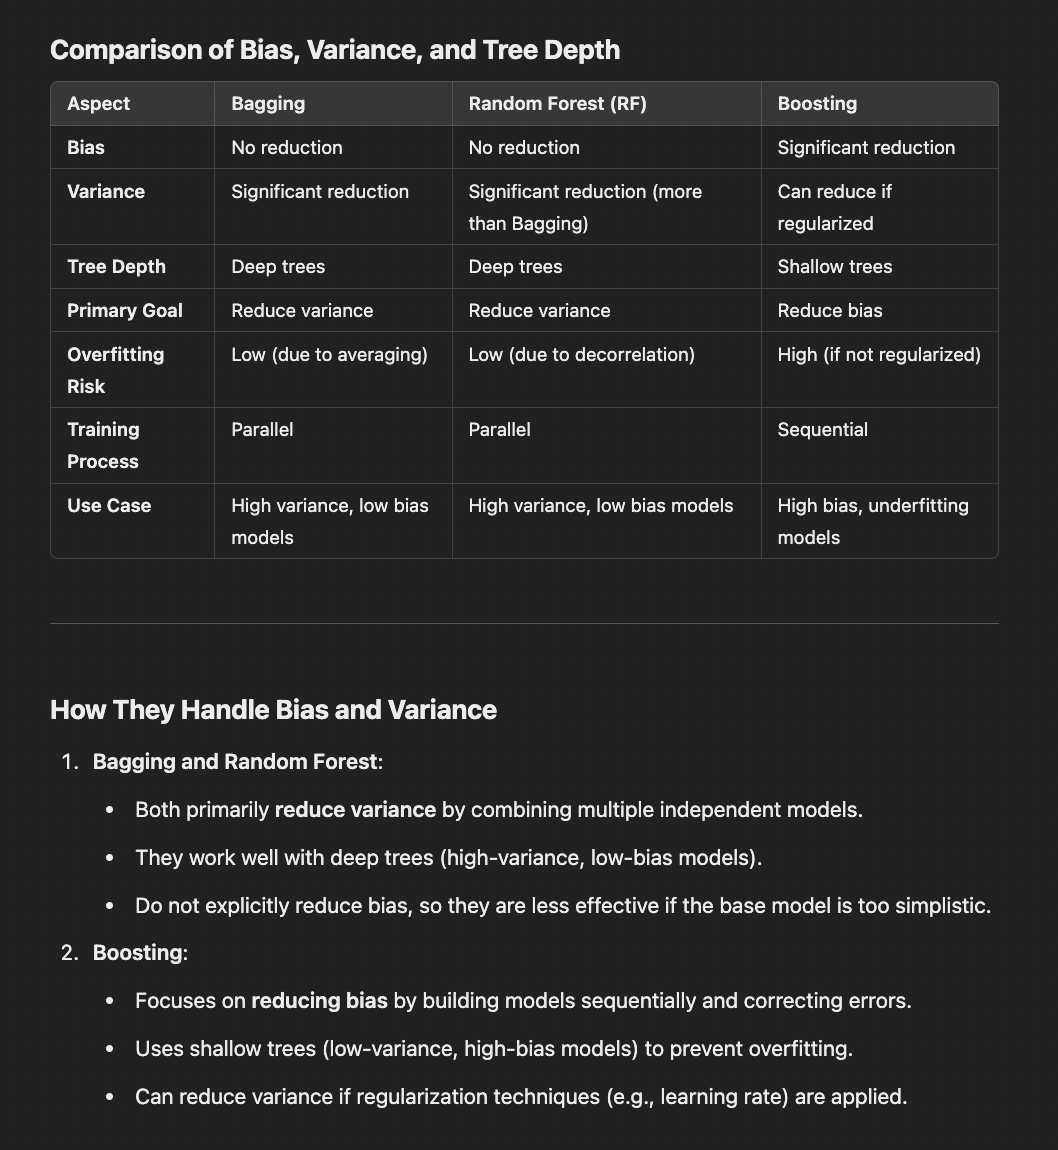 Comparison of Bias, Variance, and Tree Depth
Aspect Bagging Random Forest (RF) Boosting
Bias No reduction No reduction Significant reduction
Variance Significant reduction Significant reduction (more Can reduce if
than Bagging) regularized
Tree Depth Deep trees Deep trees Shallow trees
Primary Goal Reduce variance Reduce variance Reduce bias
Overfitting Low (due to averaging) Low (due to decorrelation) High (if not regularized)
Risk
Training Parallel Parallel Sequential
Process
Use Case High variance, low bias High variance, low bias models High bias, underfitting
models models
How They Handle Bias and Variance
1. Bagging and Random Forest:
• Both primarily reduce variance by combining multiple independent models.
• They work well with deep trees (high-variance, low-bias models).
• Do not explicitly reduce bias, so they are less effective if the base model is too simplistic.
2. Boosting:
• Focuses on reducing bias by building models sequentially and correcting errors.
• Uses shallow trees (low-variance, high-bias models) to prevent overfitting.
• Can reduce variance if regularization techniques (e.g., learning rate) are applied.